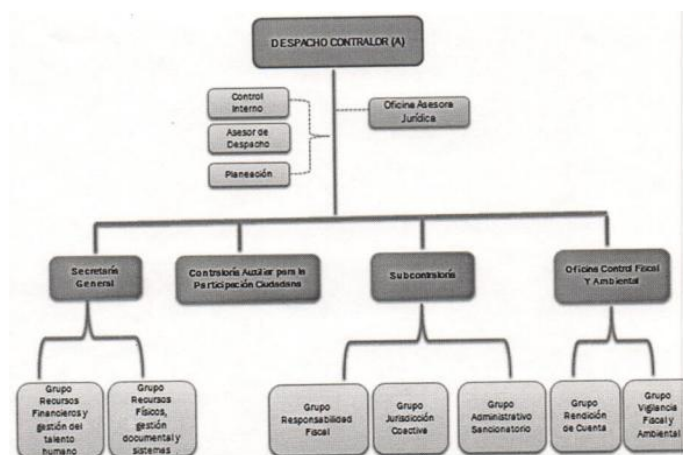 DESPACHO CONTRALOR (A)
Control
Interno
Asesor de
Despacho
Planeación
Oficina Asesora
Jurídica
Secretaría
General
Contraloría Auxiliar para la
Participación Ciudadana
Subcontraloría
Oficina Control Fiscal
Y Ambiental
Grupo
Recursos
Financieros y
gestión del
talento
humano
Grupo
Recursos
Físicos,
gestión
documental y
sistemas
Grupo
Responsabilidad
Fiscal
Grupo
Jurisdicción
Coactiva
Grupo
Administrativo
Sancionatorio
Grupo
Rendición
de Cuenta
Grupo
Vigilancia
Fiscal y
Ambiental